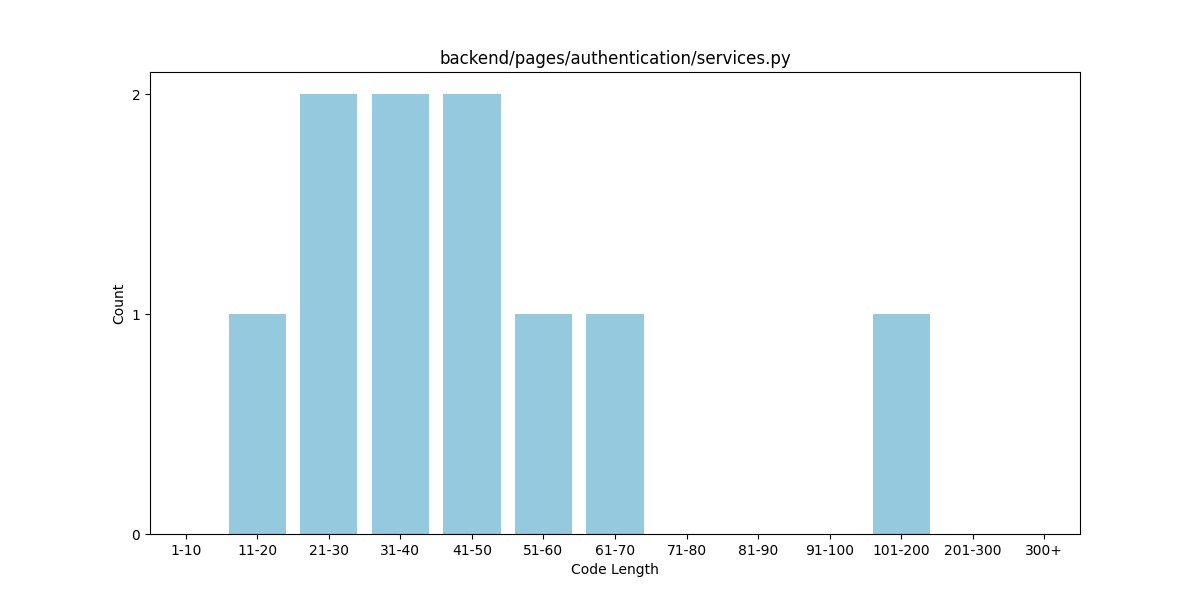 backend/pages/authentication/services.py
2
1
0
Count
1-10 11-20 21-30 31-40 41-50 51-60 61-70 71-80 81-90 91-100 101-200 201-300 300+
Code Length